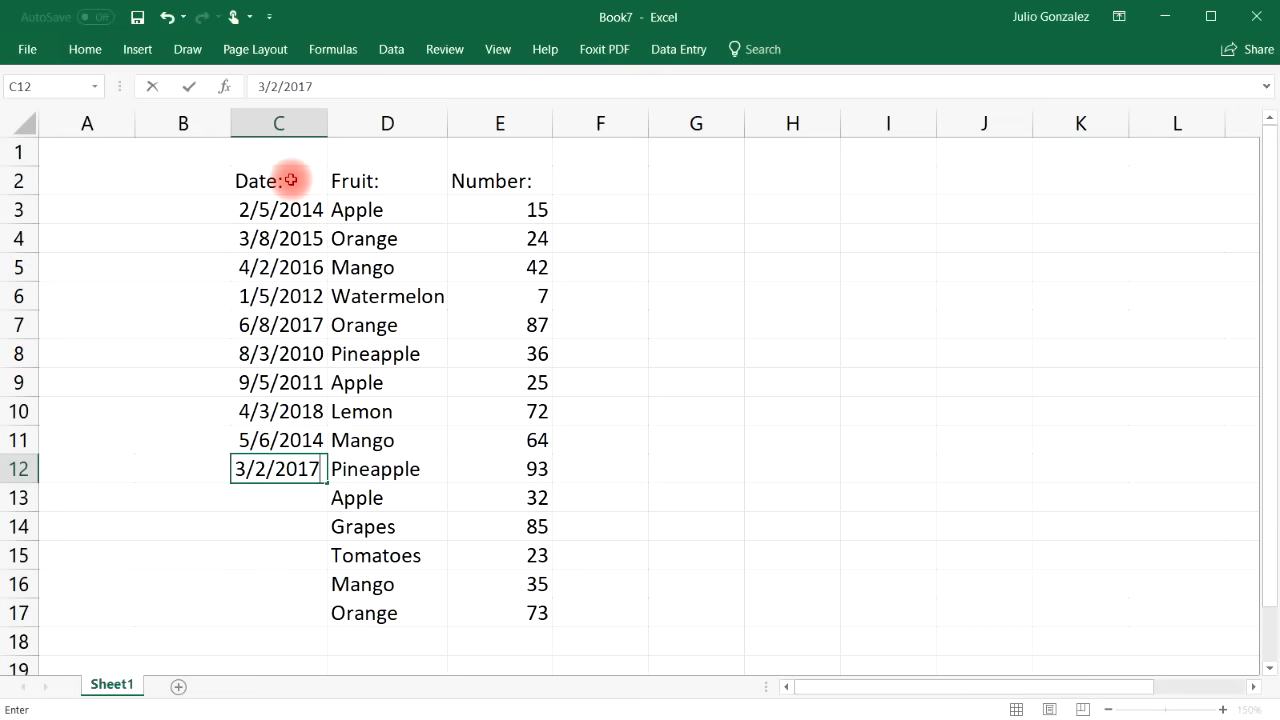 AutoSave Off Book7 - Excel Julio Gonzalez
File Home Insert Draw Page Layout Formulas Data Review View Help Foxit PDF Data Entry Search Share
C12 fx 3/2/2017
A B C D E F G H I J K L
1
2 Date: Fruit: Number:
3 2/5/2014 Apple 15
4 3/8/2015 Orange 24
5 4/2/2016 Mango 42
6 1/5/2012 Watermelon 7
7 6/8/2017 Orange 87
8 8/3/2010 Pineapple 36
9 9/5/2011 Apple 25
10 4/3/2018 Lemon 72
11 5/6/2014 Mango 64
12 3/2/2017 Pineapple 93
13 Apple 32
14 Grapes 85
15 Tomatoes 23
16 Mango 35
17 Orange 73
18
19
Sheet1
Enter 150%